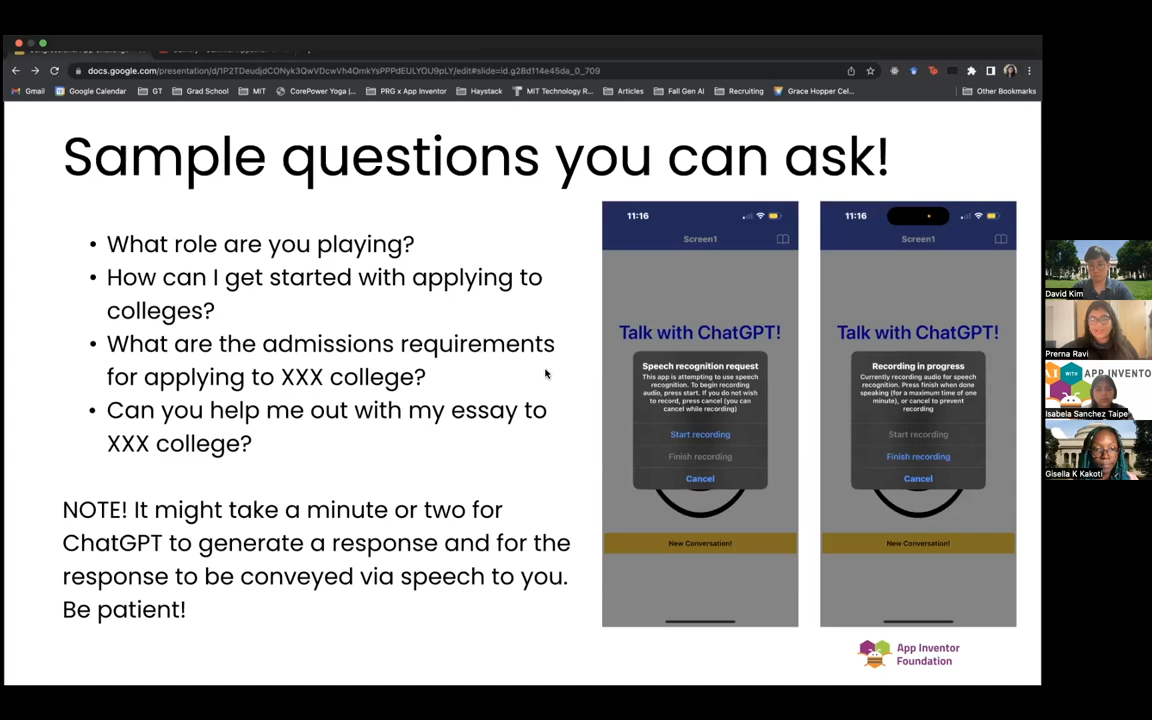 docs.google.com/presentation/d/1P2TDeudjdCONyk3QwVDcwVh4OmkYsPPPdEULYOU9pLY/edit#slide=id.g28d114e45da_0_709
Gmail Google Calendar GT Grad School MIT CorePower Yoga |... PRG x App Inventor Haystack MIT Technology R... Articles Fall Gen AI Recruiting Grace Hopper Cel... Other Bookmarks
Sample questions you can ask!
• What role are you playing?
• How can I get started with applying to
colleges?
• What are the admissions requirements
for applying to XXX college?
• Can you help me out with my essay to
XXX college?
NOTE! It might take a minute or two for
ChatGPT to generate a response and for the
response to be conveyed via speech to you.
Be patient!
11:16
Screen1
Talk with ChatGPT!
Speech recognition request
This app is attempting to use speech
recognition. To begin recording
audio, press start. If you do not wish
to record, press cancel (you can
cancel while recording)
Start recording
Finish recording
Cancel
New Conversation!
11:16
Screen1
Talk with ChatGPT!
Recording in progress
Currently recording audio for speech
recognition. Press finish when done
speaking (for a maximum time of one
minute), or cancel to prevent
recording
Start recording
Finish recording
Cancel
New Conversation!
App Inventor
Foundation
David Kim
Prerna Ravi
WITH APP INVENTO
Isabela Sanchez Taipe
Gisella K Kakoti